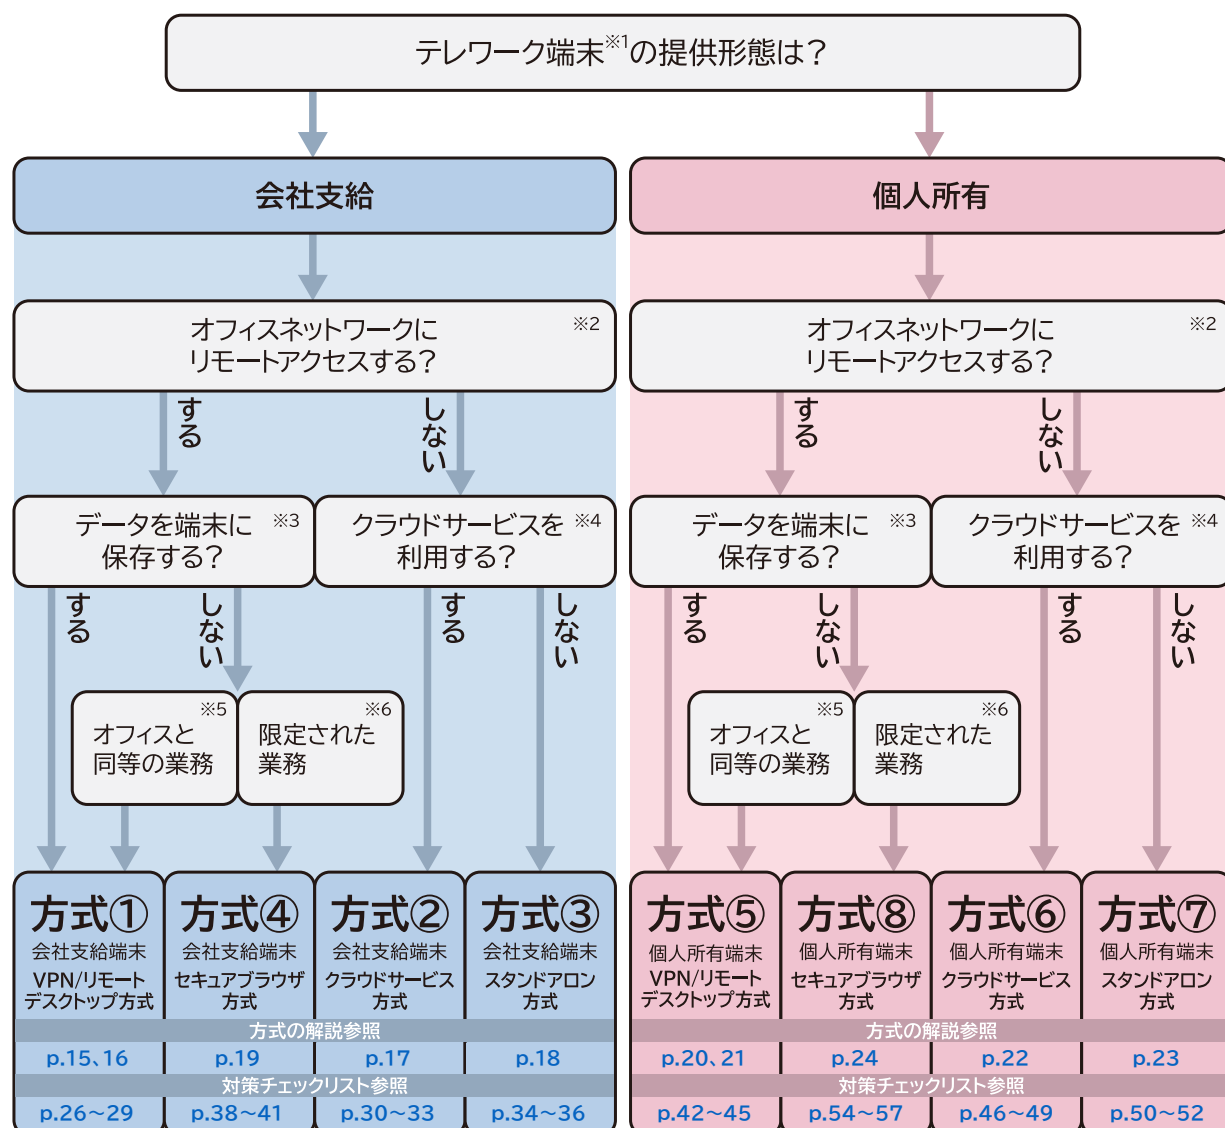 テレワーク端末※1の提供形態は？
会社支給
オフィスネットワークに ※2
リモートアクセスする？
する
しない
データを端末に ※3
保存する？
クラウドサービスを ※4
利用する？
する
しない
する
しない
※5
オフィスと
同等の業務
※6
限定された
業務
方式①
会社支給端末
VPN/リモート
デスクトップ方式
方式④
会社支給端末
セキュアブラウザ
方式
方式②
会社支給端末
クラウドサービス
方式
方式③
会社支給端末
スタンドアロン
方式
方式の解説参照
p.15、16 p.19 p.17 p.18
対策チェックリスト参照
p.26～29 p.38～41 p.30～33 p.34～36
個人所有
オフィスネットワークに ※2
リモートアクセスする？
する
しない
データを端末に ※3
保存する？
クラウドサービスを ※4
利用する？
する
しない
する
しない
※5
オフィスと
同等の業務
※6
限定された
業務
方式⑤
個人所有端末
VPN/リモート
デスクトップ方式
方式⑧
個人所有端末
セキュアブラウザ
方式
方式⑥
個人所有端末
クラウドサービス
方式
方式⑦
個人所有端末
スタンドアロン
方式
方式の解説参照
p.20、21 p.24 p.22 p.23
対策チェックリスト参照
p.42～45 p.54～57 p.46～49 p.50～52